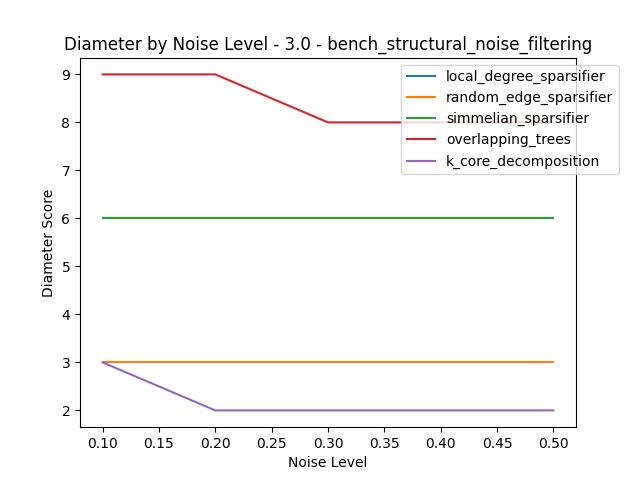 Diameter by Noise Level - 3.0 - bench_structural_noise_filtering
local_degree_sparsifier
random_edge_sparsifier
simmelian_sparsifier
overlapping_trees
k_core_decomposition
Diameter Score
9
8
7
6
5
4
3
2
0.10 0.15 0.20 0.25 0.30 0.35 0.40 0.45 0.50
Noise Level